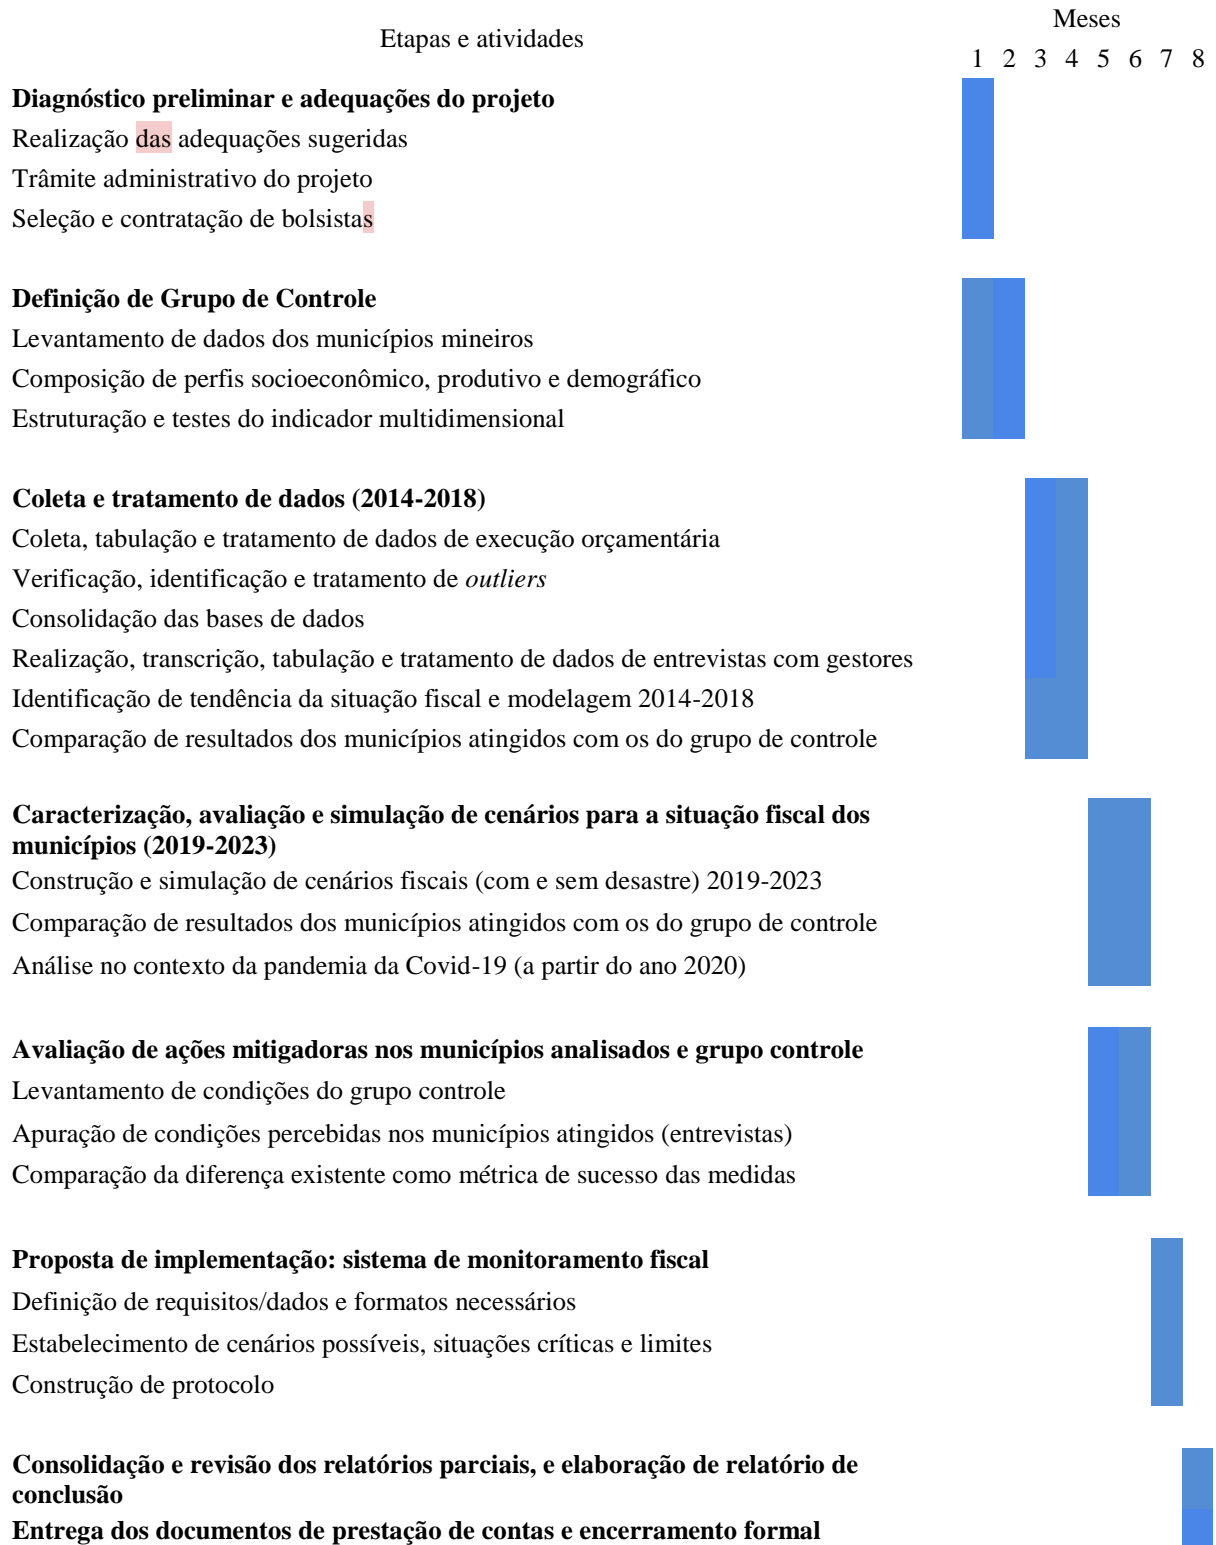 Meses
Etapas e atividades
1 2 3 4 5 6 7 8
Diagnóstico preliminar e adequações do projeto
Realização das adequações sugeridas
Trâmite administrativo do projeto
Seleção e contratação de bolsistas
Definição de Grupo de Controle
Levantamento de dados dos municípios mineiros
Composição de perfis socioeconômico, produtivo e demográfico
Estruturação e testes do indicador multidimensional
Coleta e tratamento de dados (2014-2018)
Coleta, tabulação e tratamento de dados de execução orçamentária
Verificação, identificação e tratamento de outliers
Consolidação das bases de dados
Realização, transcrição, tabulação e tratamento de dados de entrevistas com gestores
Identificação de tendência da situação fiscal e modelagem 2014-2018
Comparação de resultados dos municípios atingidos com os do grupo de controle
Caracterização, avaliação e simulação de cenários para a situação fiscal dos
municípios (2019-2023)
Construção e simulação de cenários fiscais (com e sem desastre) 2019-2023
Comparação de resultados dos municípios atingidos com os do grupo de controle
Análise no contexto da pandemia da Covid-19 (a partir do ano 2020)
Avaliação de ações mitigadoras nos municípios analisados e grupo controle
Levantamento de condições do grupo controle
Apuração de condições percebidas nos municípios atingidos (entrevistas)
Comparação da diferença existente como métrica de sucesso das medidas
Proposta de implementação: sistema de monitoramento fiscal
Definição de requisitos/dados e formatos necessários
Estabelecimento de cenários possíveis, situações críticas e limites
Construção de protocolo
Consolidação e revisão dos relatórios parciais, e elaboração de relatório de
conclusão
Entrega dos documentos de prestação de contas e encerramento formal